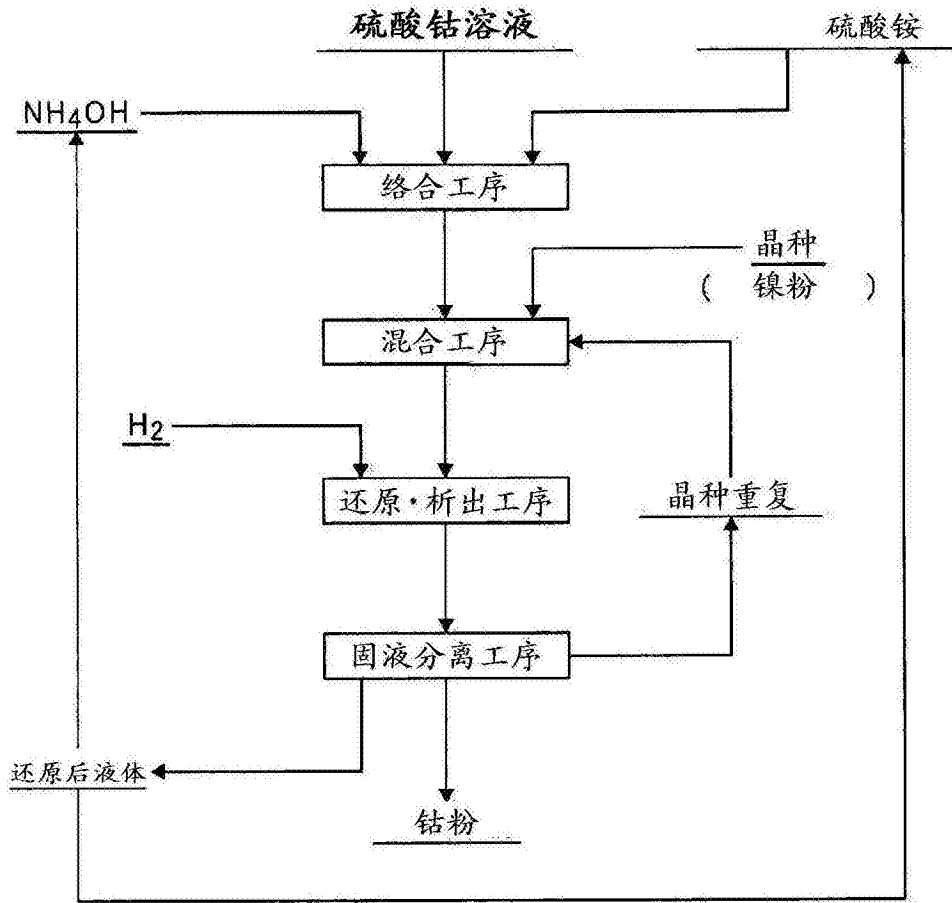 硫酸钴溶液
硫酸铵
NH4OH
络合工序
晶种
( 镍粉 )
混合工序
H2
还原·析出工序
晶种重复
固液分离工序
还原后液体
钴粉